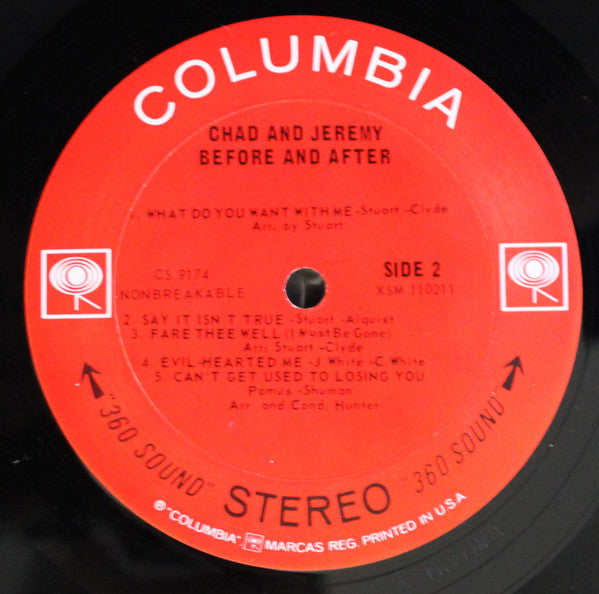 COLUMBIA
CHAD AND JEREMY
BEFORE AND AFTER
1. WHAT DO YOU WANT WITH ME -Stuart -Clyde
Arr. by Stuart
CS 9174
NONBREAKABLE
SIDE 2
XSM 110211
2. SAY IT ISN'T TRUE -Stuart -Alquist
3. FARE THEE WELL (I Must Be Gone)
Arr. Stuart -Clyde
4. EVIL-HEARTED ME -J White -C White
5. CAN'T GET USED TO LOSING YOU
Pomus -Shuman
Arr. and Cond. Hunter
"360 SOUND" STEREO "360 SOUND"
℗ "COLUMBIA", MARCAS REG. PRINTED IN U.S.A.